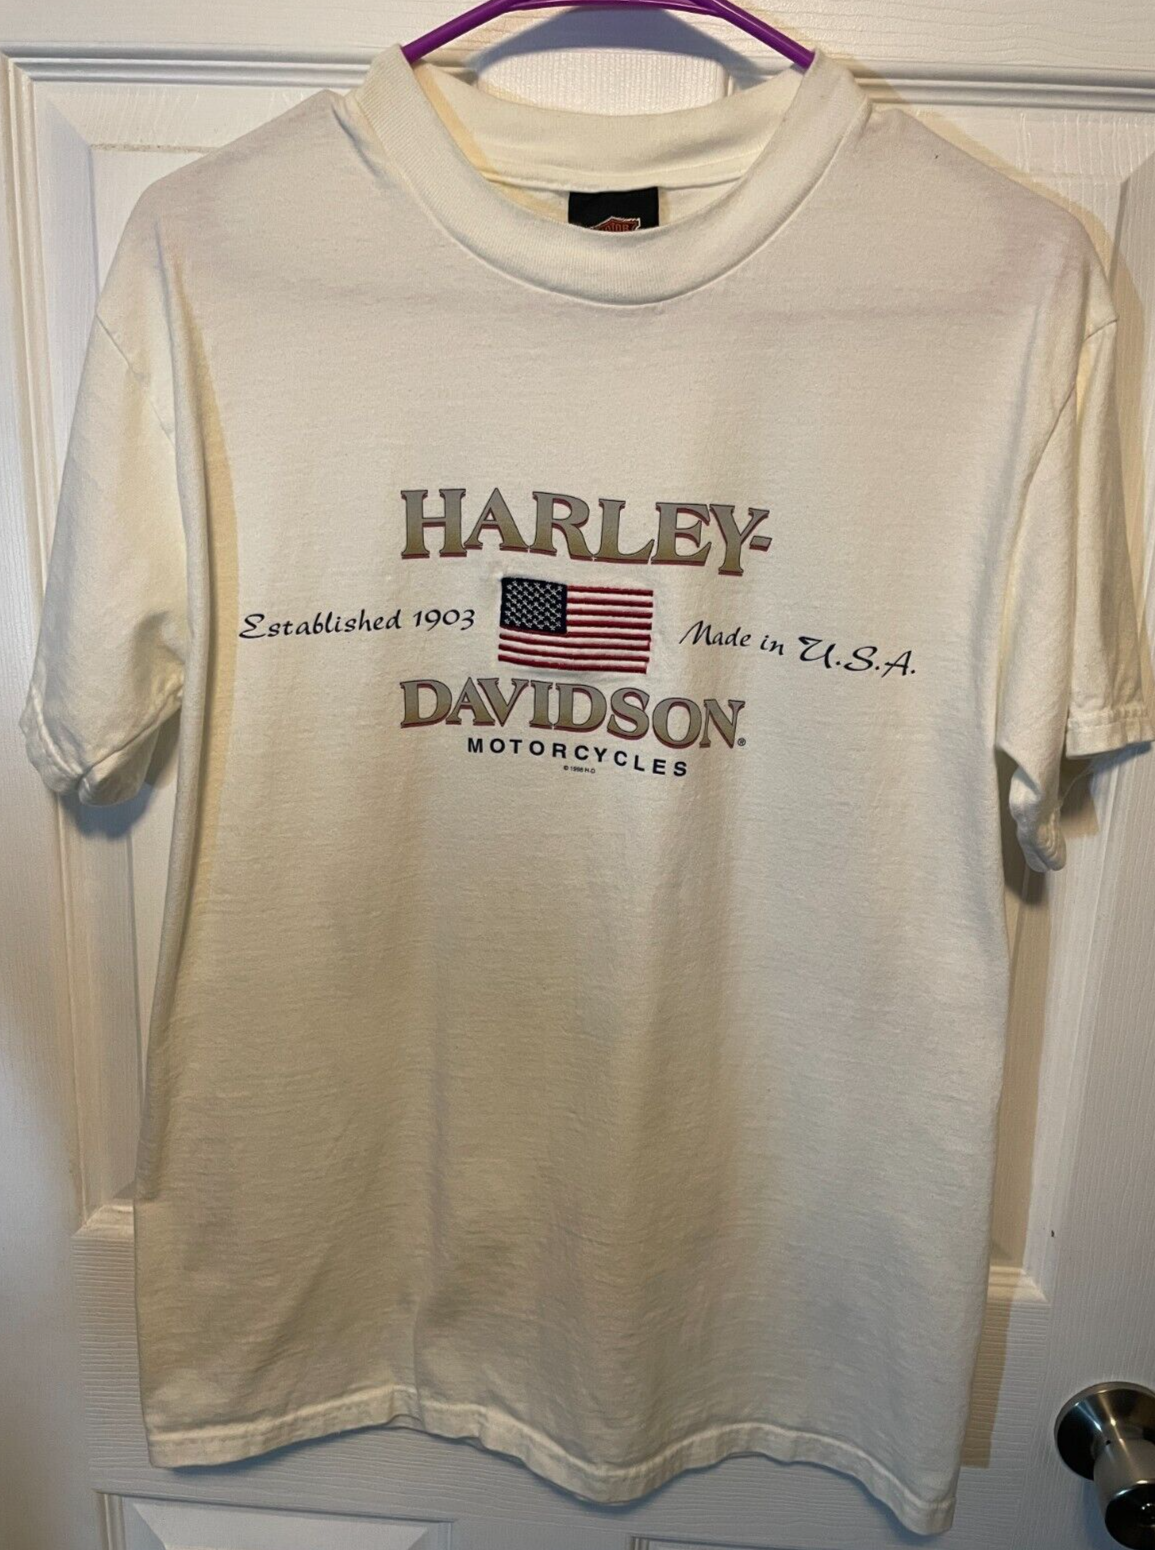 HARLEY-
Established 1903 Made in U.S.A.
DAVIDSON®
MOTORCYCLES